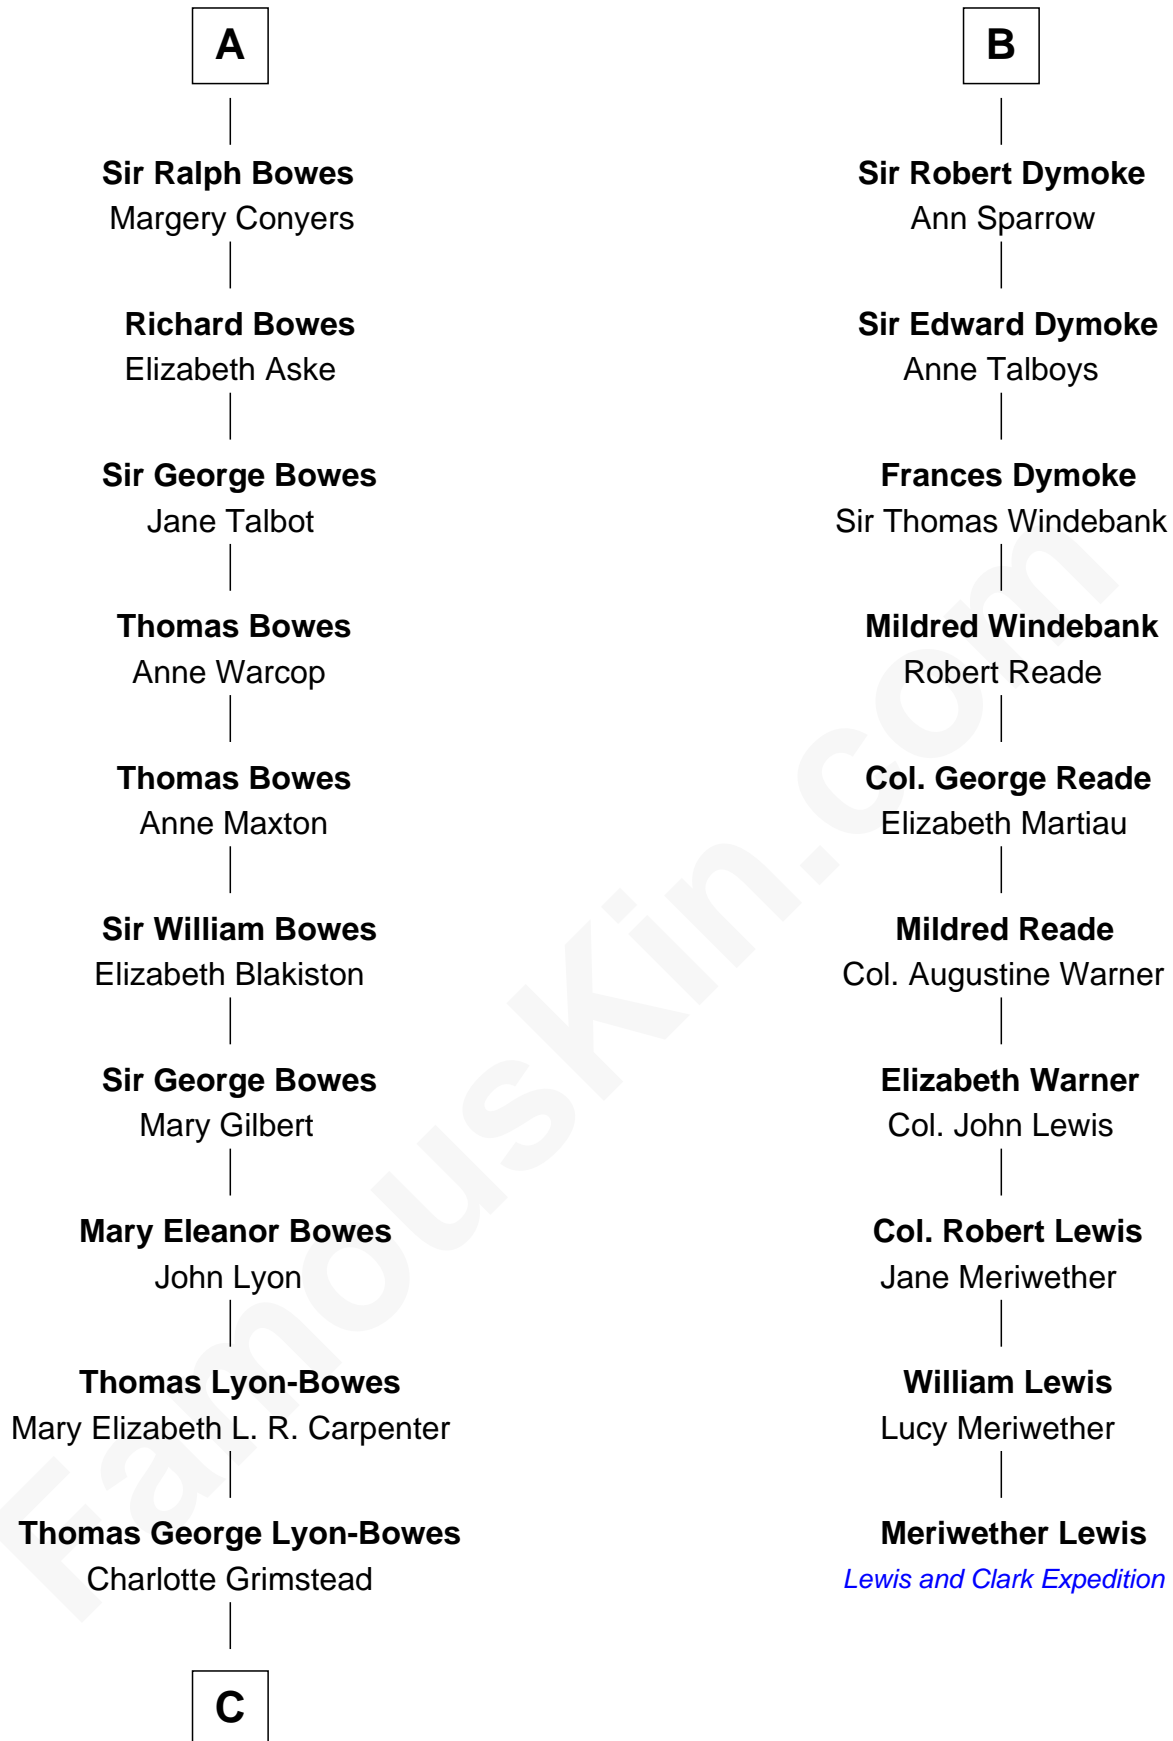 A
Sir Ralph Bowes
Margery Conyers
Richard Bowes
Elizabeth Aske
Sir George Bowes
Jane Talbot
Thomas Bowes
Anne Warcop
Thomas Bowes
Anne Maxton
Sir William Bowes
Elizabeth Blakiston
Sir George Bowes
Mary Gilbert
Mary Eleanor Bowes
John Lyon
Thomas Lyon-Bowes
Mary Elizabeth L. R. Carpenter
Thomas George Lyon-Bowes
Charlotte Grimstead
C
B
Sir Robert Dymoke
Ann Sparrow
Sir Edward Dymoke
Anne Talboys
Frances Dymoke
Sir Thomas Windebank
Mildred Windebank
Robert Reade
Col. George Reade
Elizabeth Martiau
Mildred Reade
Col. Augustine Warner
Elizabeth Warner
Col. John Lewis
Col. Robert Lewis
Jane Meriwether
William Lewis
Lucy Meriwether
Meriwether Lewis
Lewis and Clark Expedition
FamousKin.com